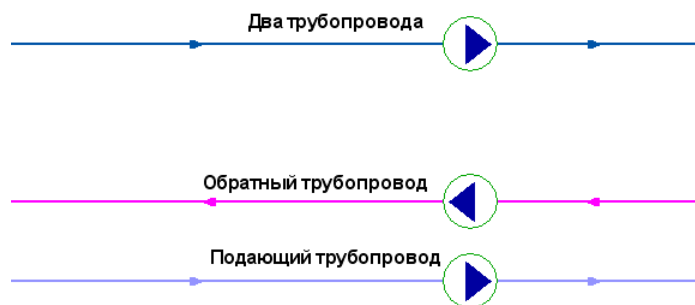 Два трубопровода
Обратный трубопровод
Подающий трубопровод